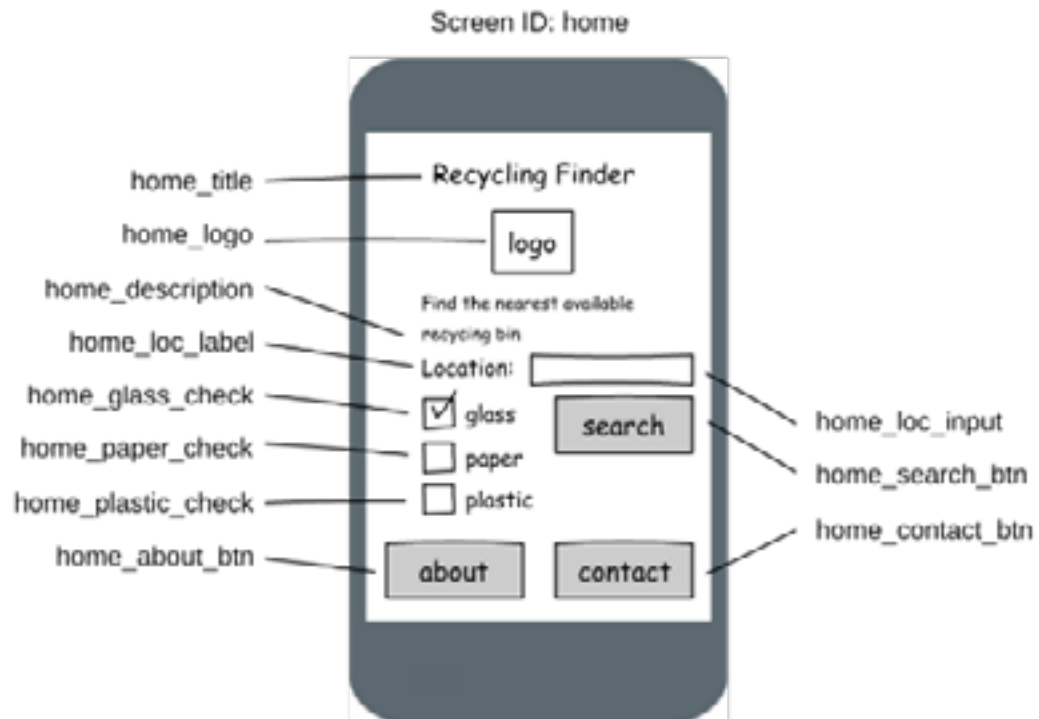 Screen ID: home
home_title
home_logo
home_description
home_loc_label
home_glass_check
home_paper_check
home_plastic_check
home_about_btn
Recycling Finder
logo
Find the nearest available
recycing bin
Location:
glass
search
paper
plastic
about
contact
home_loc_input
home_search_btn
home_contact_btn